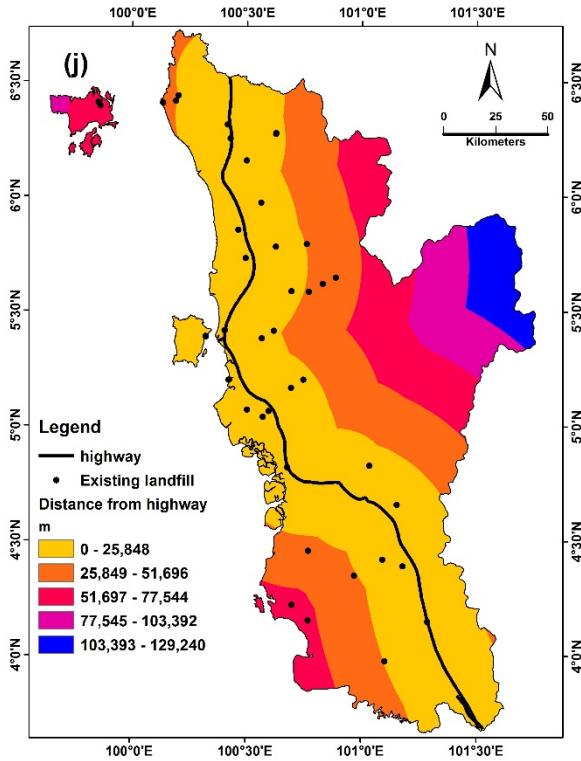 100°0'E 100°30'E 101°0'E 101°30'E
(j)
N
0 25 50
Kilometers
6°30'N 6°30'N
6°0'N 6°0'N
5°30'N 5°30'N
5°0'N 5°0'N
4°30'N 4°30'N
4°0'N 4°0'N
Legend
highway
Existing landfill
Distance from highway
m
0 - 25,848
25,849 - 51,696
51,697 - 77,544
77,545 - 103,392
103,393 - 129,240
100°0'E 100°30'E 101°0'E 101°30'E